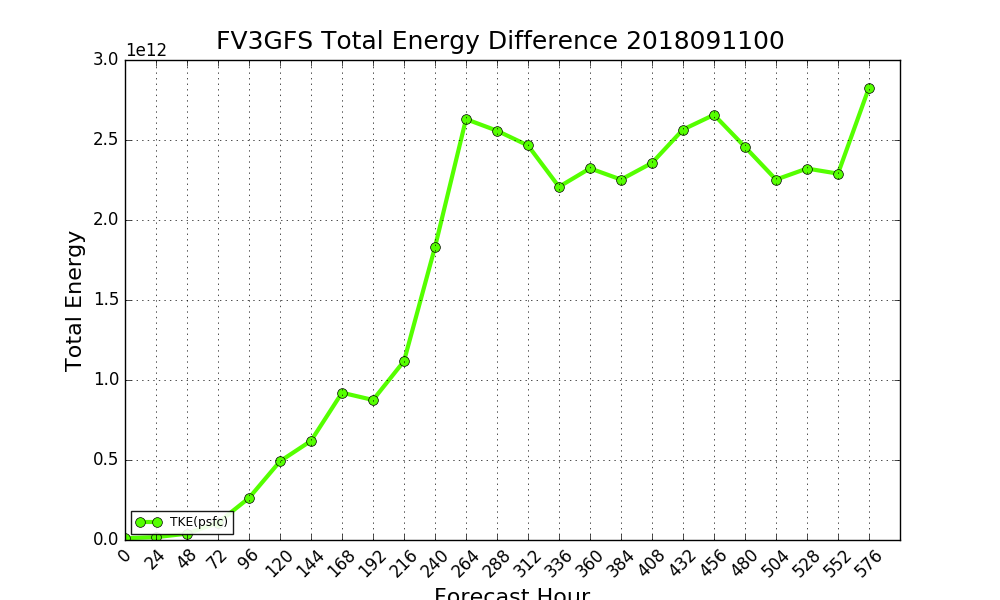 FV3GFS Total Energy Difference 2018091100
1e12
3.0
2.5
2.0
1.5
1.0
0.5
0.0
Total Energy
TKE(psfc)
0 24 48 72 96 120 144 168 192 216 240 264 288 312 336 360 384 408 432 456 480 504 528 552 576
Forecast Hour